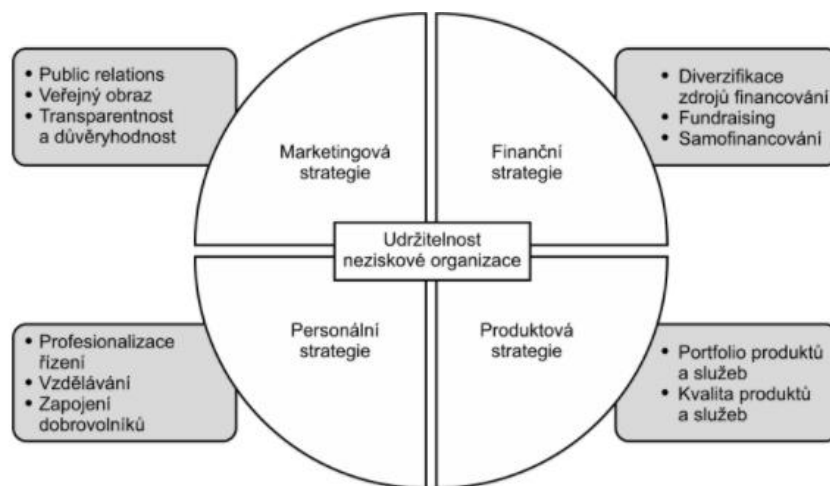 • Public relations
• Veřejný obraz
• Transparentnost
a důvěryhodnost
Marketingová
strategie
Finanční
strategie
• Diverzifikace
zdrojů financování
• Fundraising
• Samofinancování
Udržitelnost
neziskové organizace
• Profesionalizace
řízení
• Vzdělávání
• Zapojení
dobrovolníků
Personální
strategie
Produktová
strategie
• Portfolio produktů
a služeb
• Kvalita produktů
a služeb